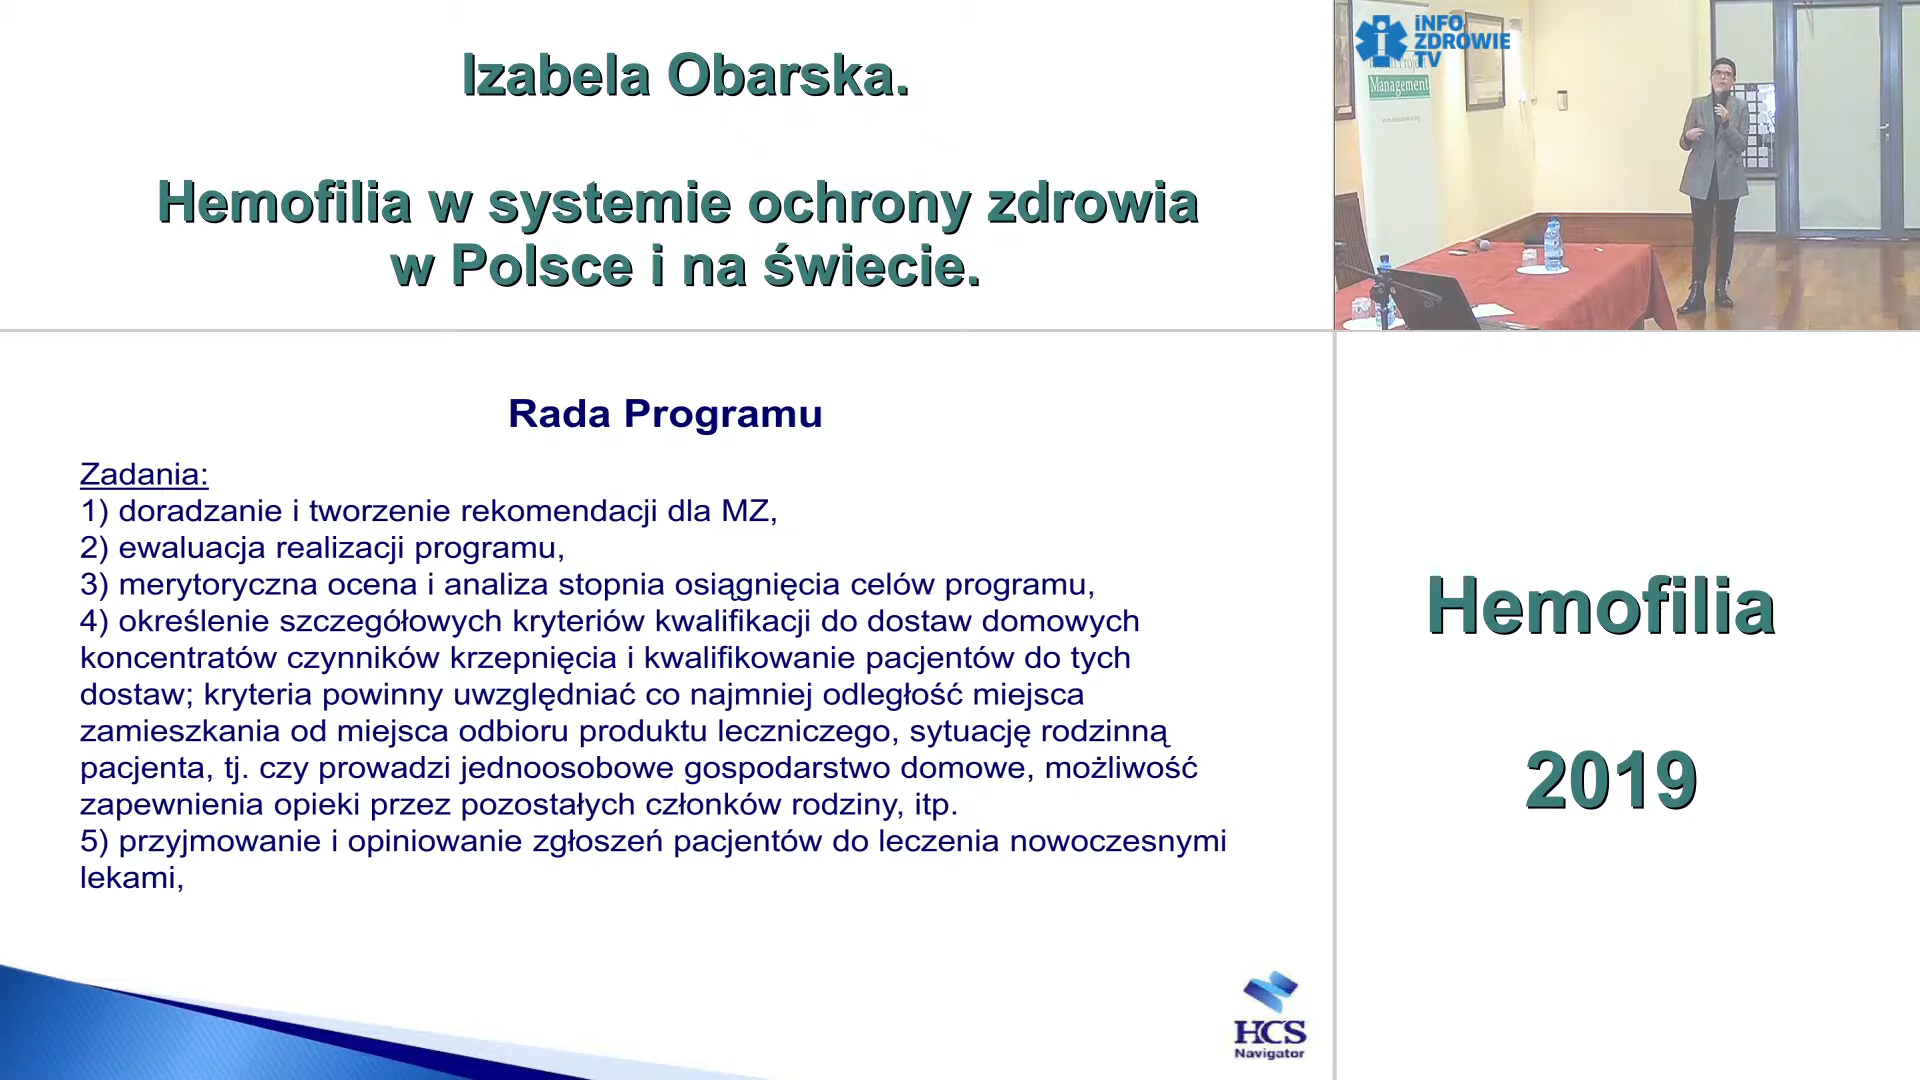 Izabela Obarska.
Hemofilia w systemie ochrony zdrowia
w Polsce i na świecie.
iNFO
ZDROWIE
TV
Management
Rada Programu
Zadania:
1) doradzanie i tworzenie rekomendacji dla MZ,
2) ewaluacja realizacji programu,
3) merytoryczna ocena i analiza stopnia osiągnięcia celów programu,
4) określenie szczegółowych kryteriów kwalifikacji do dostaw domowych
koncentratów czynników krzepnięcia i kwalifikowanie pacjentów do tych
dostaw; kryteria powinny uwzględniać co najmniej odległość miejsca
zamieszkania od miejsca odbioru produktu leczniczego, sytuację rodzinną
pacjenta, tj. czy prowadzi jednoosobowe gospodarstwo domowe, możliwość
zapewnienia opieki przez pozostałych członków rodziny, itp.
5) przyjmowanie i opiniowanie zgłoszeń pacjentów do leczenia nowoczesnymi
lekami,
Hemofilia
2019
HCS
Navigator